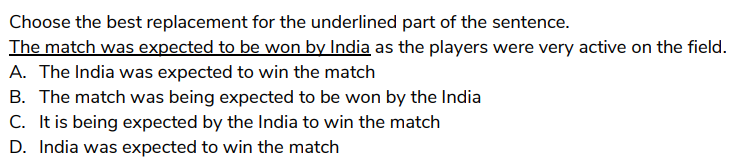 Choose the best replacement for the underlined part of the sentence.
The match was expected to be won by India as the players were very active on the field.
A. The India was expected to win the match
B. The match was being expected to be won by the India
C. It is being expected by the India to win the match
D. India was expected to win the match